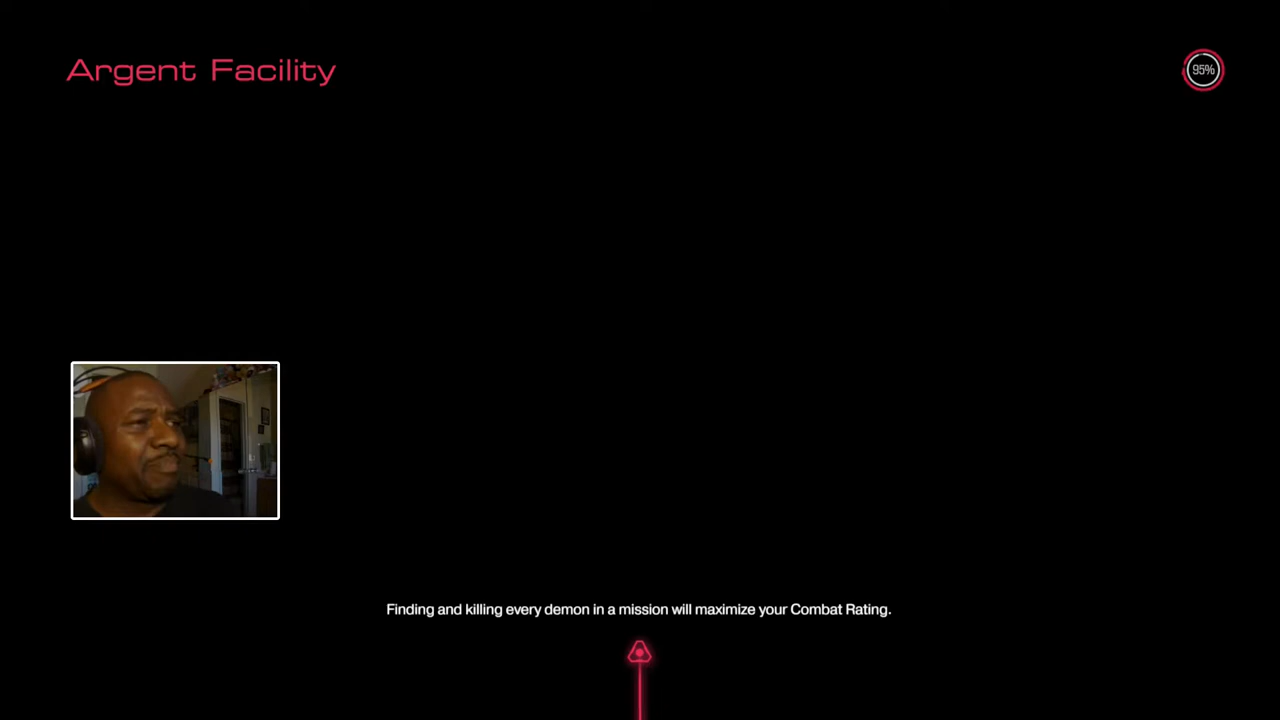 Argent Facility
95%
Finding and killing every demon in a mission will maximize your Combat Rating.